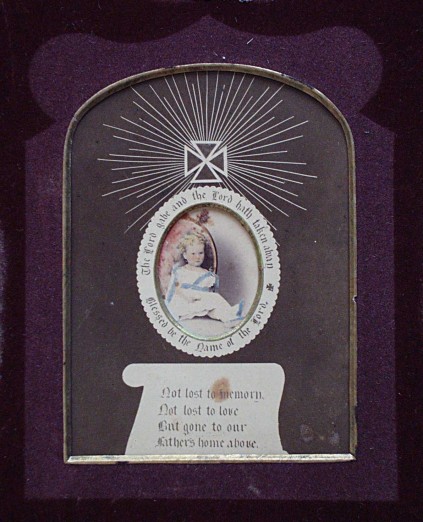 The Lord gave and the Lord hath taken away
Blessed be the Name of the Lord.
Not lost to memory,
Not lost to love
But gone to our
Father's home above.